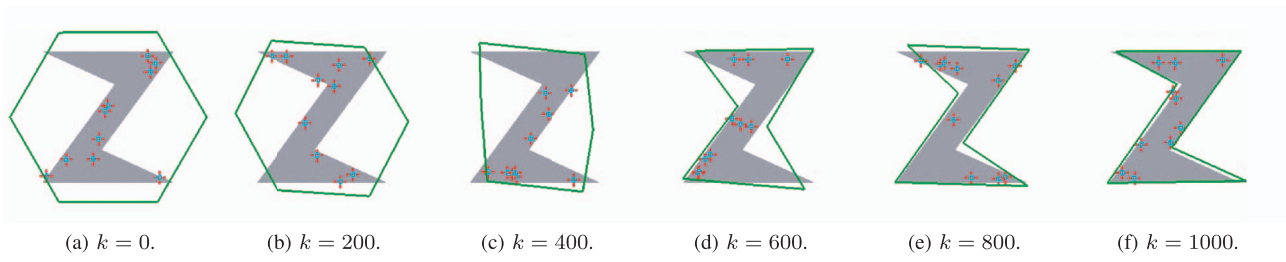 (a) k = 0. (b) k = 200. (c) k = 400. (d) k = 600. (e) k = 800. (f) k = 1000.